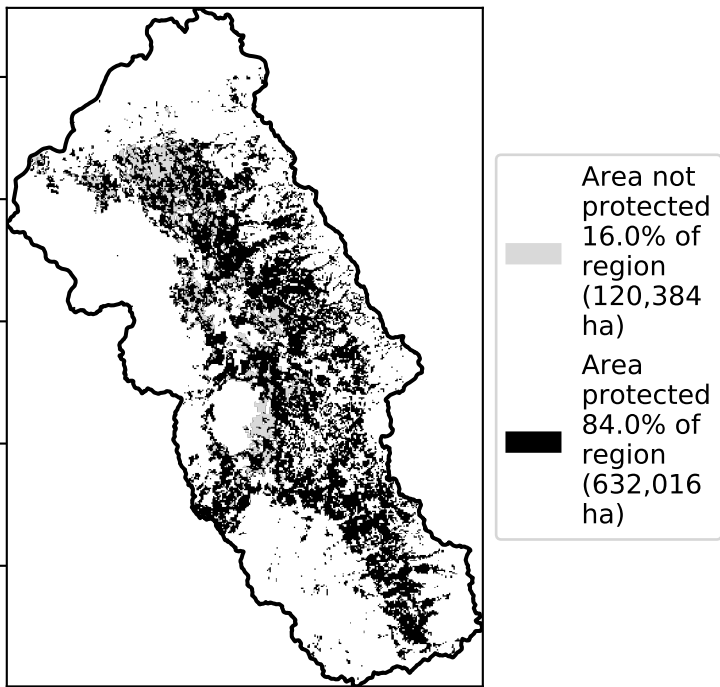 Area not
protected
16.0% of
region
(120,384
ha)
Area
protected
84.0% of
region
(632,016
ha)